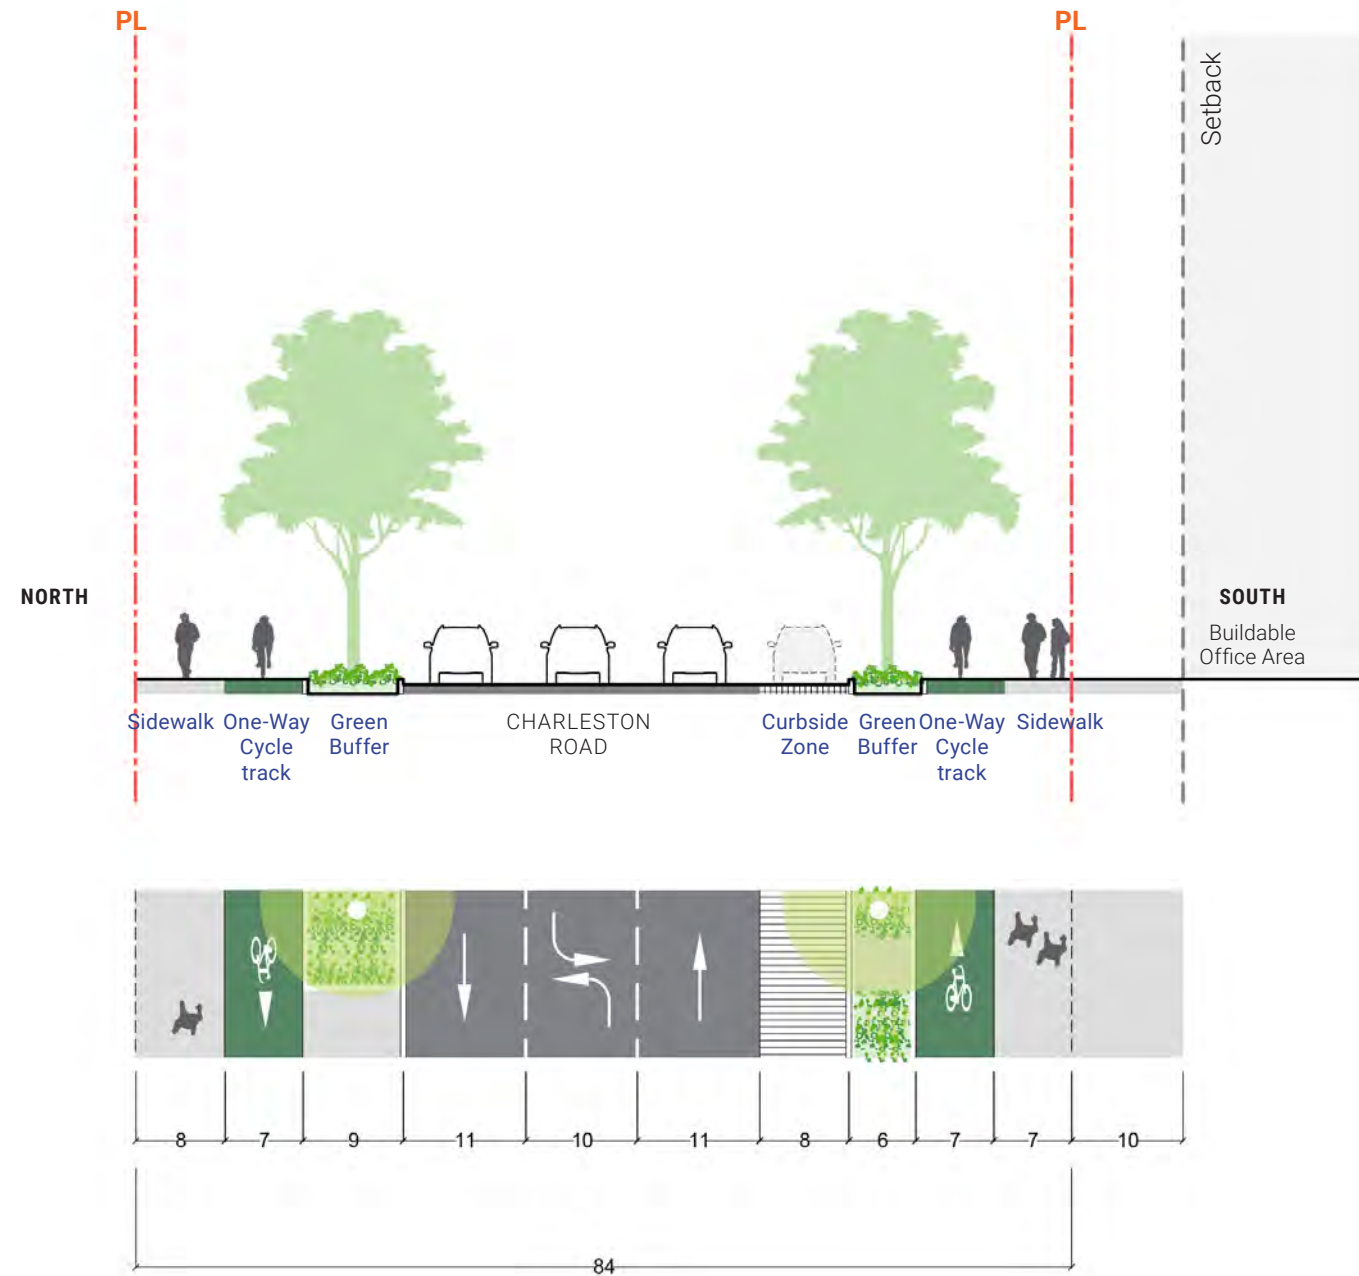 PL
PL
Setback
NORTH
SOUTH
Buildable
Office Area
Sidewalk
One-Way
Cycle
track
Green
Buffer
CHARLESTON
ROAD
Curbside
Zone
Green
Buffer
One-Way
Cycle
track
Sidewalk
8 7 9 11 10 11 8 6 7 7 10
84